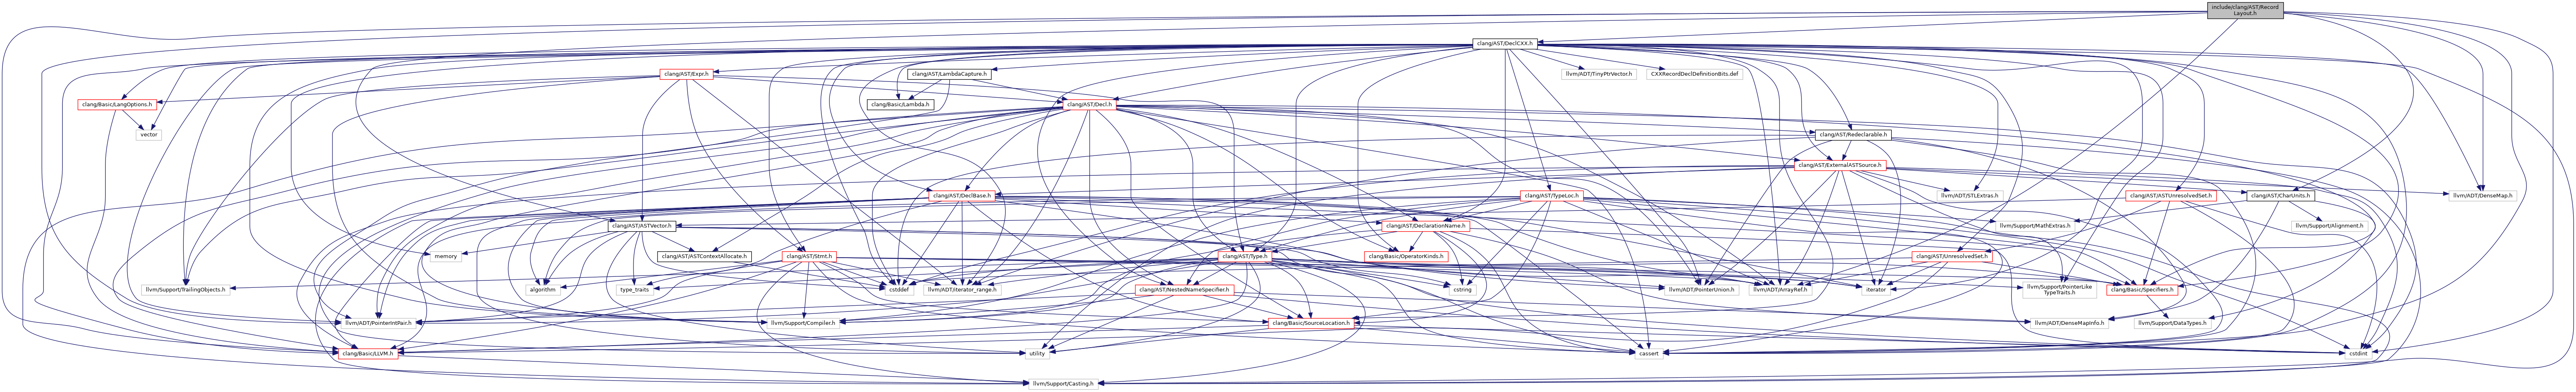 include/clang/AST/Record
Layout.h
clang/AST/DeclCXX.h
clang/AST/Expr.h
clang/AST/LambdaCapture.h
llvm/ADT/TinyPtrVector.h
CXXRecordDeclDefinitionBits.def
clang/Basic/LangOptions.h
clang/Basic/Lambda.h
clang/AST/Decl.h
vector
clang/AST/Redeclarable.h
clang/AST/ExternalASTSource.h
clang/AST/DeclBase.h
clang/AST/TypeLoc.h
llvm/ADT/STLExtras.h
clang/AST/ASTUnresolvedSet.h
clang/AST/CharUnits.h
llvm/ADT/DenseMap.h
clang/AST/ASTVector.h
clang/AST/DeclarationName.h
llvm/Support/MathExtras.h
llvm/Support/Alignment.h
memory
clang/AST/ASTContextAllocate.h
clang/AST/Stmt.h
clang/AST/Type.h
clang/Basic/OperatorKinds.h
clang/AST/UnresolvedSet.h
llvm/Support/TrailingObjects.h
algorithm
type_traits
cstddef
llvm/ADT/iterator_range.h
clang/AST/NestedNameSpecifier.h
cstring
llvm/ADT/PointerUnion.h
llvm/ADT/ArrayRef.h
iterator
llvm/Support/PointerLike
TypeTraits.h
clang/Basic/Specifiers.h
llvm/ADT/PointerIntPair.h
llvm/Support/Compiler.h
clang/Basic/SourceLocation.h
llvm/ADT/DenseMapInfo.h
llvm/Support/DataTypes.h
clang/Basic/LLVM.h
utility
cassert
cstdint
llvm/Support/Casting.h